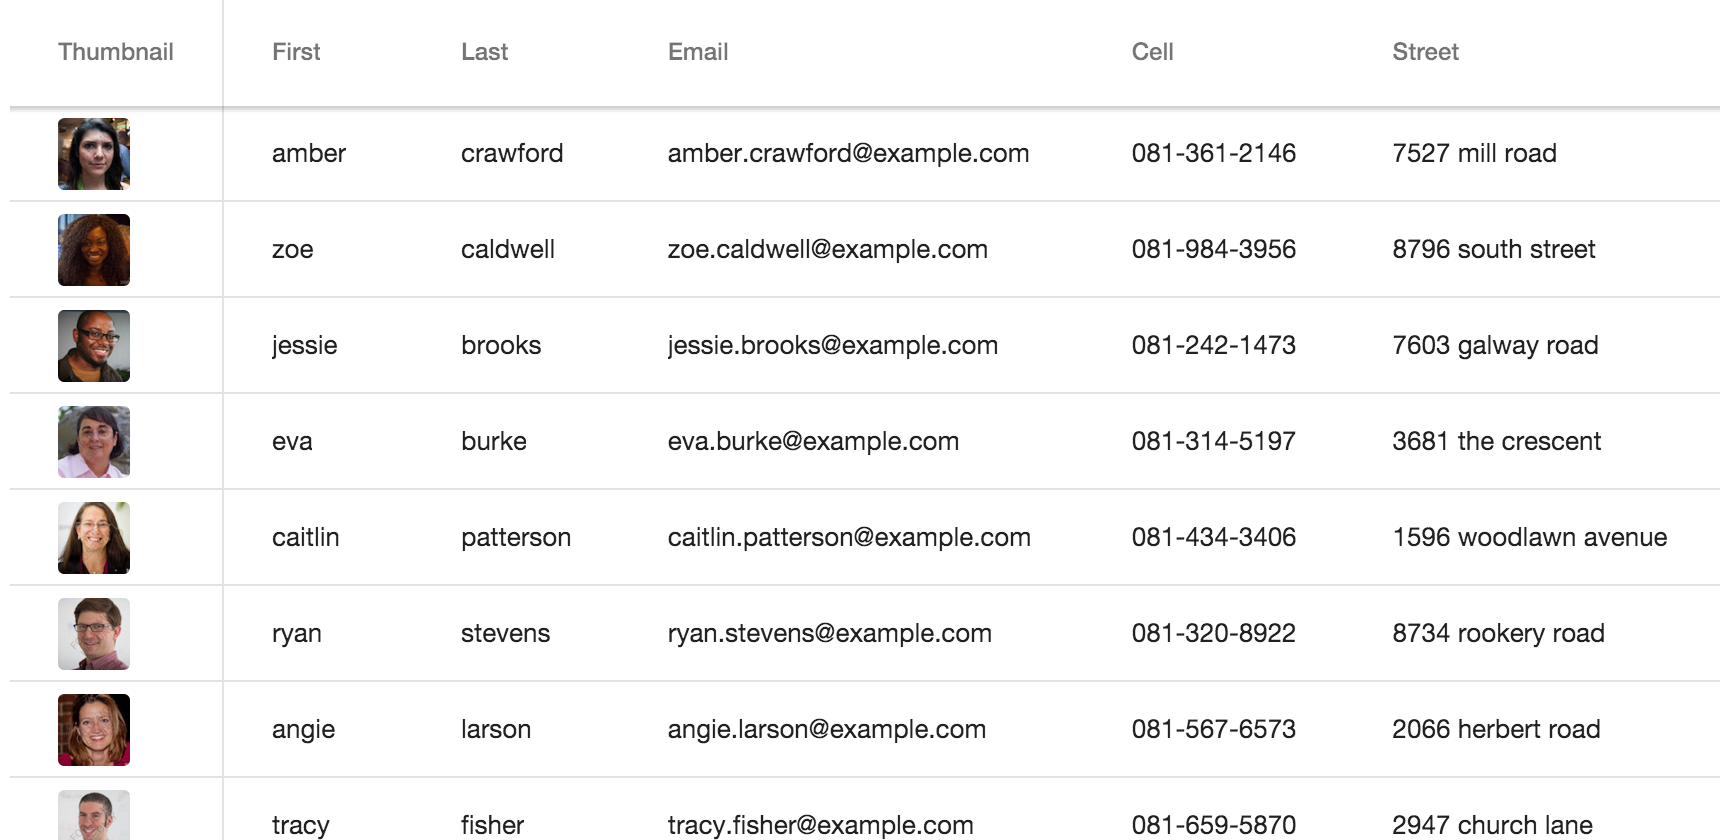 Thumbnail First Last Email Cell Street
amber crawford amber.crawford@example.com 081-361-2146 7527 mill road
zoe caldwell zoe.caldwell@example.com 081-984-3956 8796 south street
jessie brooks jessie.brooks@example.com 081-242-1473 7603 galway road
eva burke eva.burke@example.com 081-314-5197 3681 the crescent
caitlin patterson caitlin.patterson@example.com 081-434-3406 1596 woodlawn avenue
ryan stevens ryan.stevens@example.com 081-320-8922 8734 rookery road
angie larson angie.larson@example.com 081-567-6573 2066 herbert road
tracy fisher tracy.fisher@example.com 081-659-5870 2947 church lane